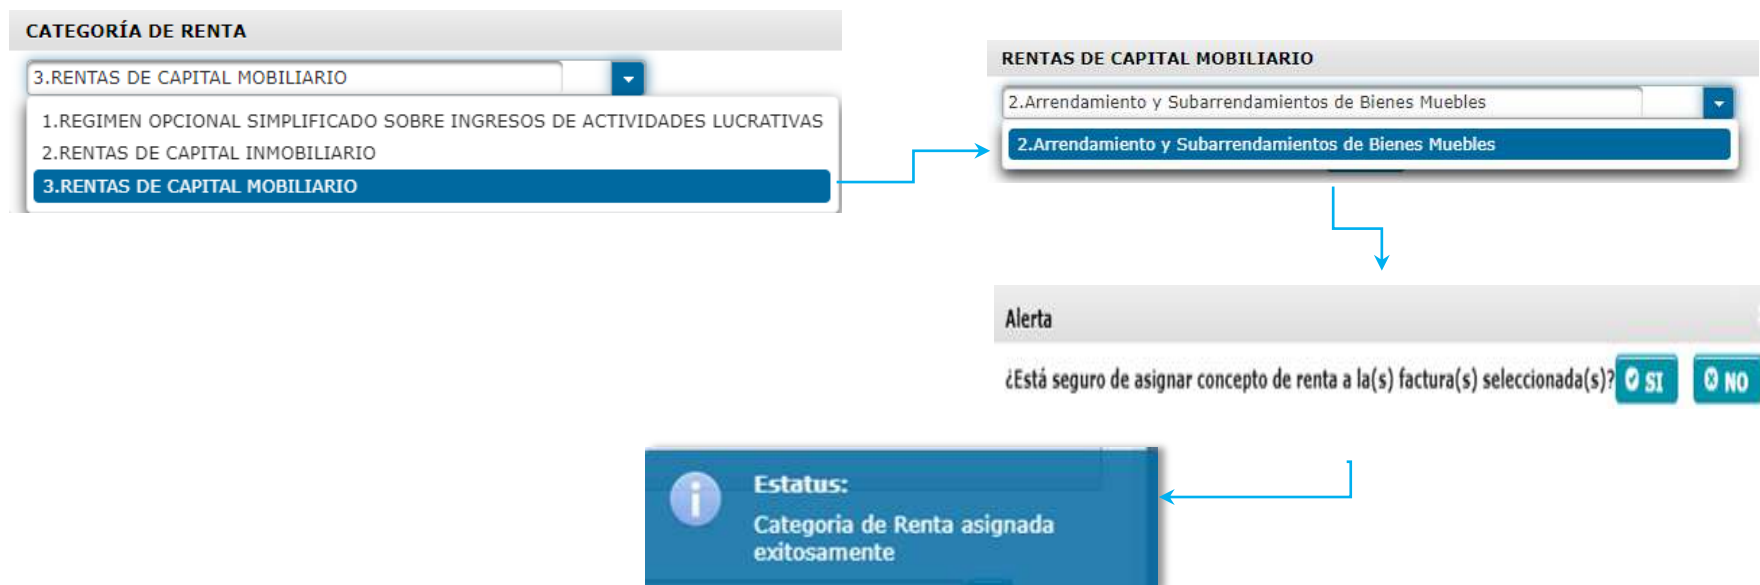 CATEGORÍA DE RENTA
3.RENTAS DE CAPITAL MOBILIARIO
1.REGIMEN OPCIONAL SIMPLIFICADO SOBRE INGRESOS DE ACTIVIDADES LUCRATIVAS
2.RENTAS DE CAPITAL INMOBILIARIO
3.RENTAS DE CAPITAL MOBILIARIO
RENTAS DE CAPITAL MOBILIARIO
2.Arrendamiento y Subarrendamientos de Bienes Muebles
2.Arrendamiento y Subarrendamientos de Bienes Muebles
Alerta
¿Está seguro de asignar concepto de renta a la(s) factura(s) seleccionada(s)? SI NO
Estatus:
Categoria de Renta asignada
exitosamente